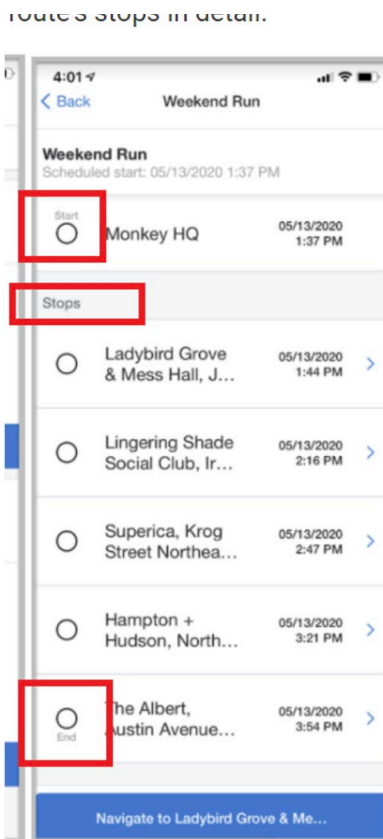 route's stops in detail.
4:01
Back Weekend Run
Weekend Run
Scheduled start: 05/13/2020 1:37 PM
Start
Monkey HQ 05/13/2020
1:37 PM
Stops
Ladybird Grove 05/13/2020
& Mess Hall, J... 1:44 PM
Lingering Shade 05/13/2020
Social Club, Ir... 2:16 PM
Superica, Krog 05/13/2020
Street Northea... 2:47 PM
Hampton + 05/13/2020
Hudson, North... 3:21 PM
The Albert, 05/13/2020
Austin Avenue... 3:54 PM
End
Navigate to Ladybird Grove & Me...